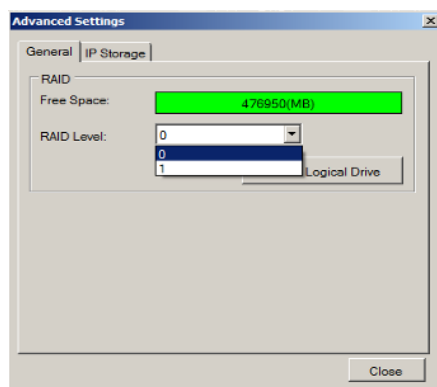 Advanced Settings
General IP Storage
RAID
Free Space: 476950(MB)
RAID Level: 0
0
1
Logical Drive
Close